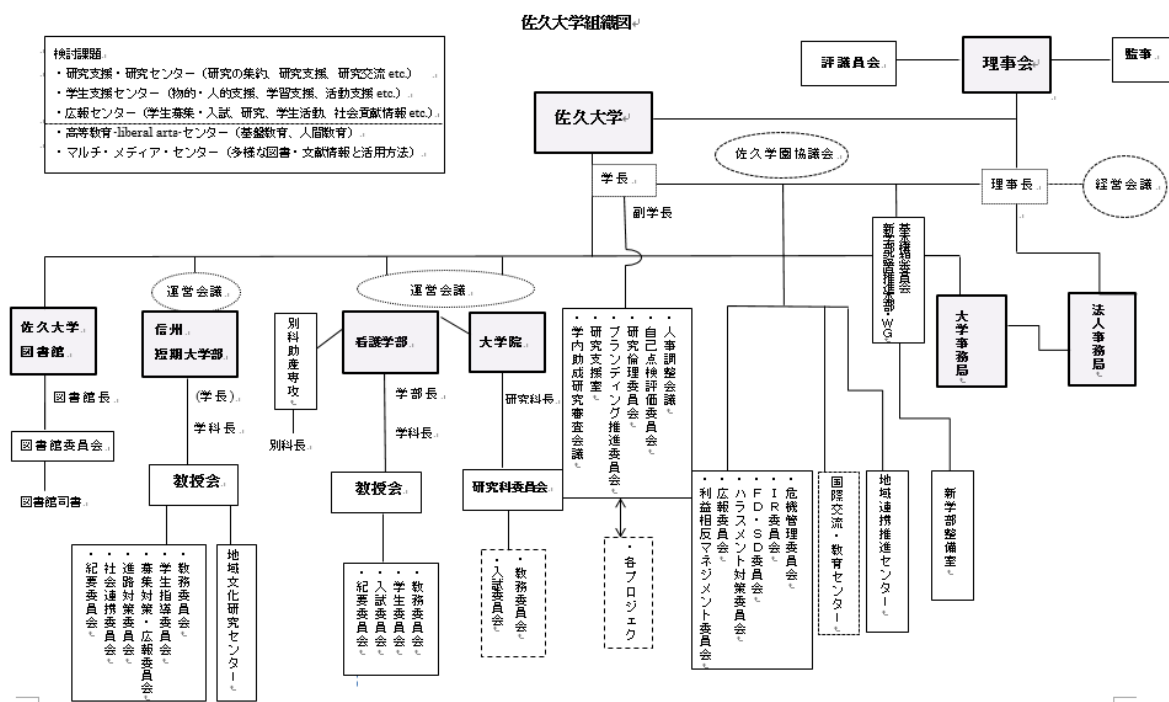 佐久大学組織図
検討課題
・研究支援・研究センター（研究の集約、研究支援、研究交流 etc.）
・学生支援センター（物的・人的支援、学習支援、活動支援 etc.）
・広報センター（学生募集・入試、研究、学生活動、社会貢献情報 etc.）
・高等教育-liberal arts-センター（基盤教育、人間教育）
・マルチ・メディア・センター（多様な図書・文献情報と活用方法）
評議員会
理事会
監事
佐久大学
佐久学園協議会
学長
理事長
経営会議
副学長
基本構想委員会
新学部設置推進本部・WG
運営会議
運営会議
佐久大学
図書館
信州
短期大学部
別科助産専攻
看護学部
大学院
大学事務局
法人事務局
・人事調整会議
・自己点検評価委員会
・研究倫理委員会
・ブランディング推進委員会
・研究支援室
・学内助成研究審査会議
図書館長
(学長)
学科長
学部長
学科長
研究科長
別科長
図書館委員会
図書館司書
教授会
教授会
研究科委員会
・危機管理委員会
・ＩＲ委員会
・ＦＤ・ＳＤ委員会
・ハラスメント対策委員会
・広報委員会
・利益相反マネジメント委員会
国際交流・教育センター
地域連携推進センター
新学部整備室
・各プロジェク
・教務委員会
・学生指導委員会
・募集対策・広報委員会
・進路対策委員会
・社会連携委員会
・紀要委員会
地域文化研究センター
・教務委員会
・学生委員会
・入試委員会
・紀要委員会
・教務委員会
・入試委員会